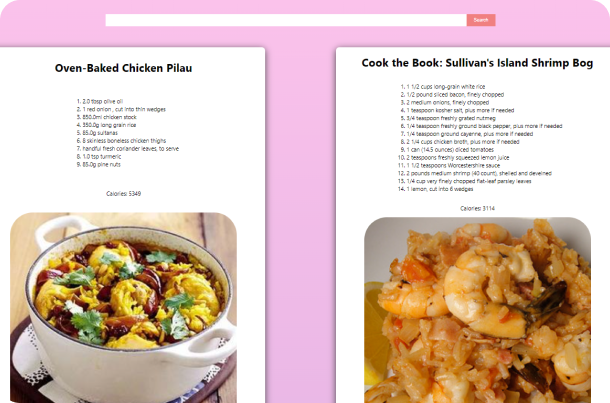 Search
Oven-Baked Chicken Pilau
1. 2.0 tbsp olive oil
2. 1 red onion , cut into thin wedges
3. 850.0ml chicken stock
4. 350.0g long grain rice
5. 85.0g sultanas
6. 8 skinless boneless chicken thighs
7. handful fresh coriander leaves, to serve
8. 1.0 tsp turmeric
9. 85.0g pine nuts
Calories: 5349
Cook the Book: Sullivan's Island Shrimp Bog
1. 1 1/2 cups long-grain white rice
2. 1/2 pound sliced bacon, finely chopped
3. 2 medium onions, finely chopped
4. 1 teaspoon kosher salt, plus more if needed
5. 3/4 teaspoon freshly grated nutmeg
6. 1/4 teaspoon freshly ground black pepper, plus more if needed
7. 1/4 teaspoon ground cayenne, plus more if needed
8. 2 1/4 cups chicken broth, plus more if needed
9. 1 can (14.5 ounces) diced tomatoes
10. 2 teaspoons freshly squeezed lemon juice
11. 1 1/2 teaspoons Worcestershire sauce
12. 2 pounds medium shrimp (40 count), shelled and deveined
13. 1/4 cup very finely chopped flat-leaf parsley leaves
14. 1 lemon, cut into 6 wedges
Calories: 3114